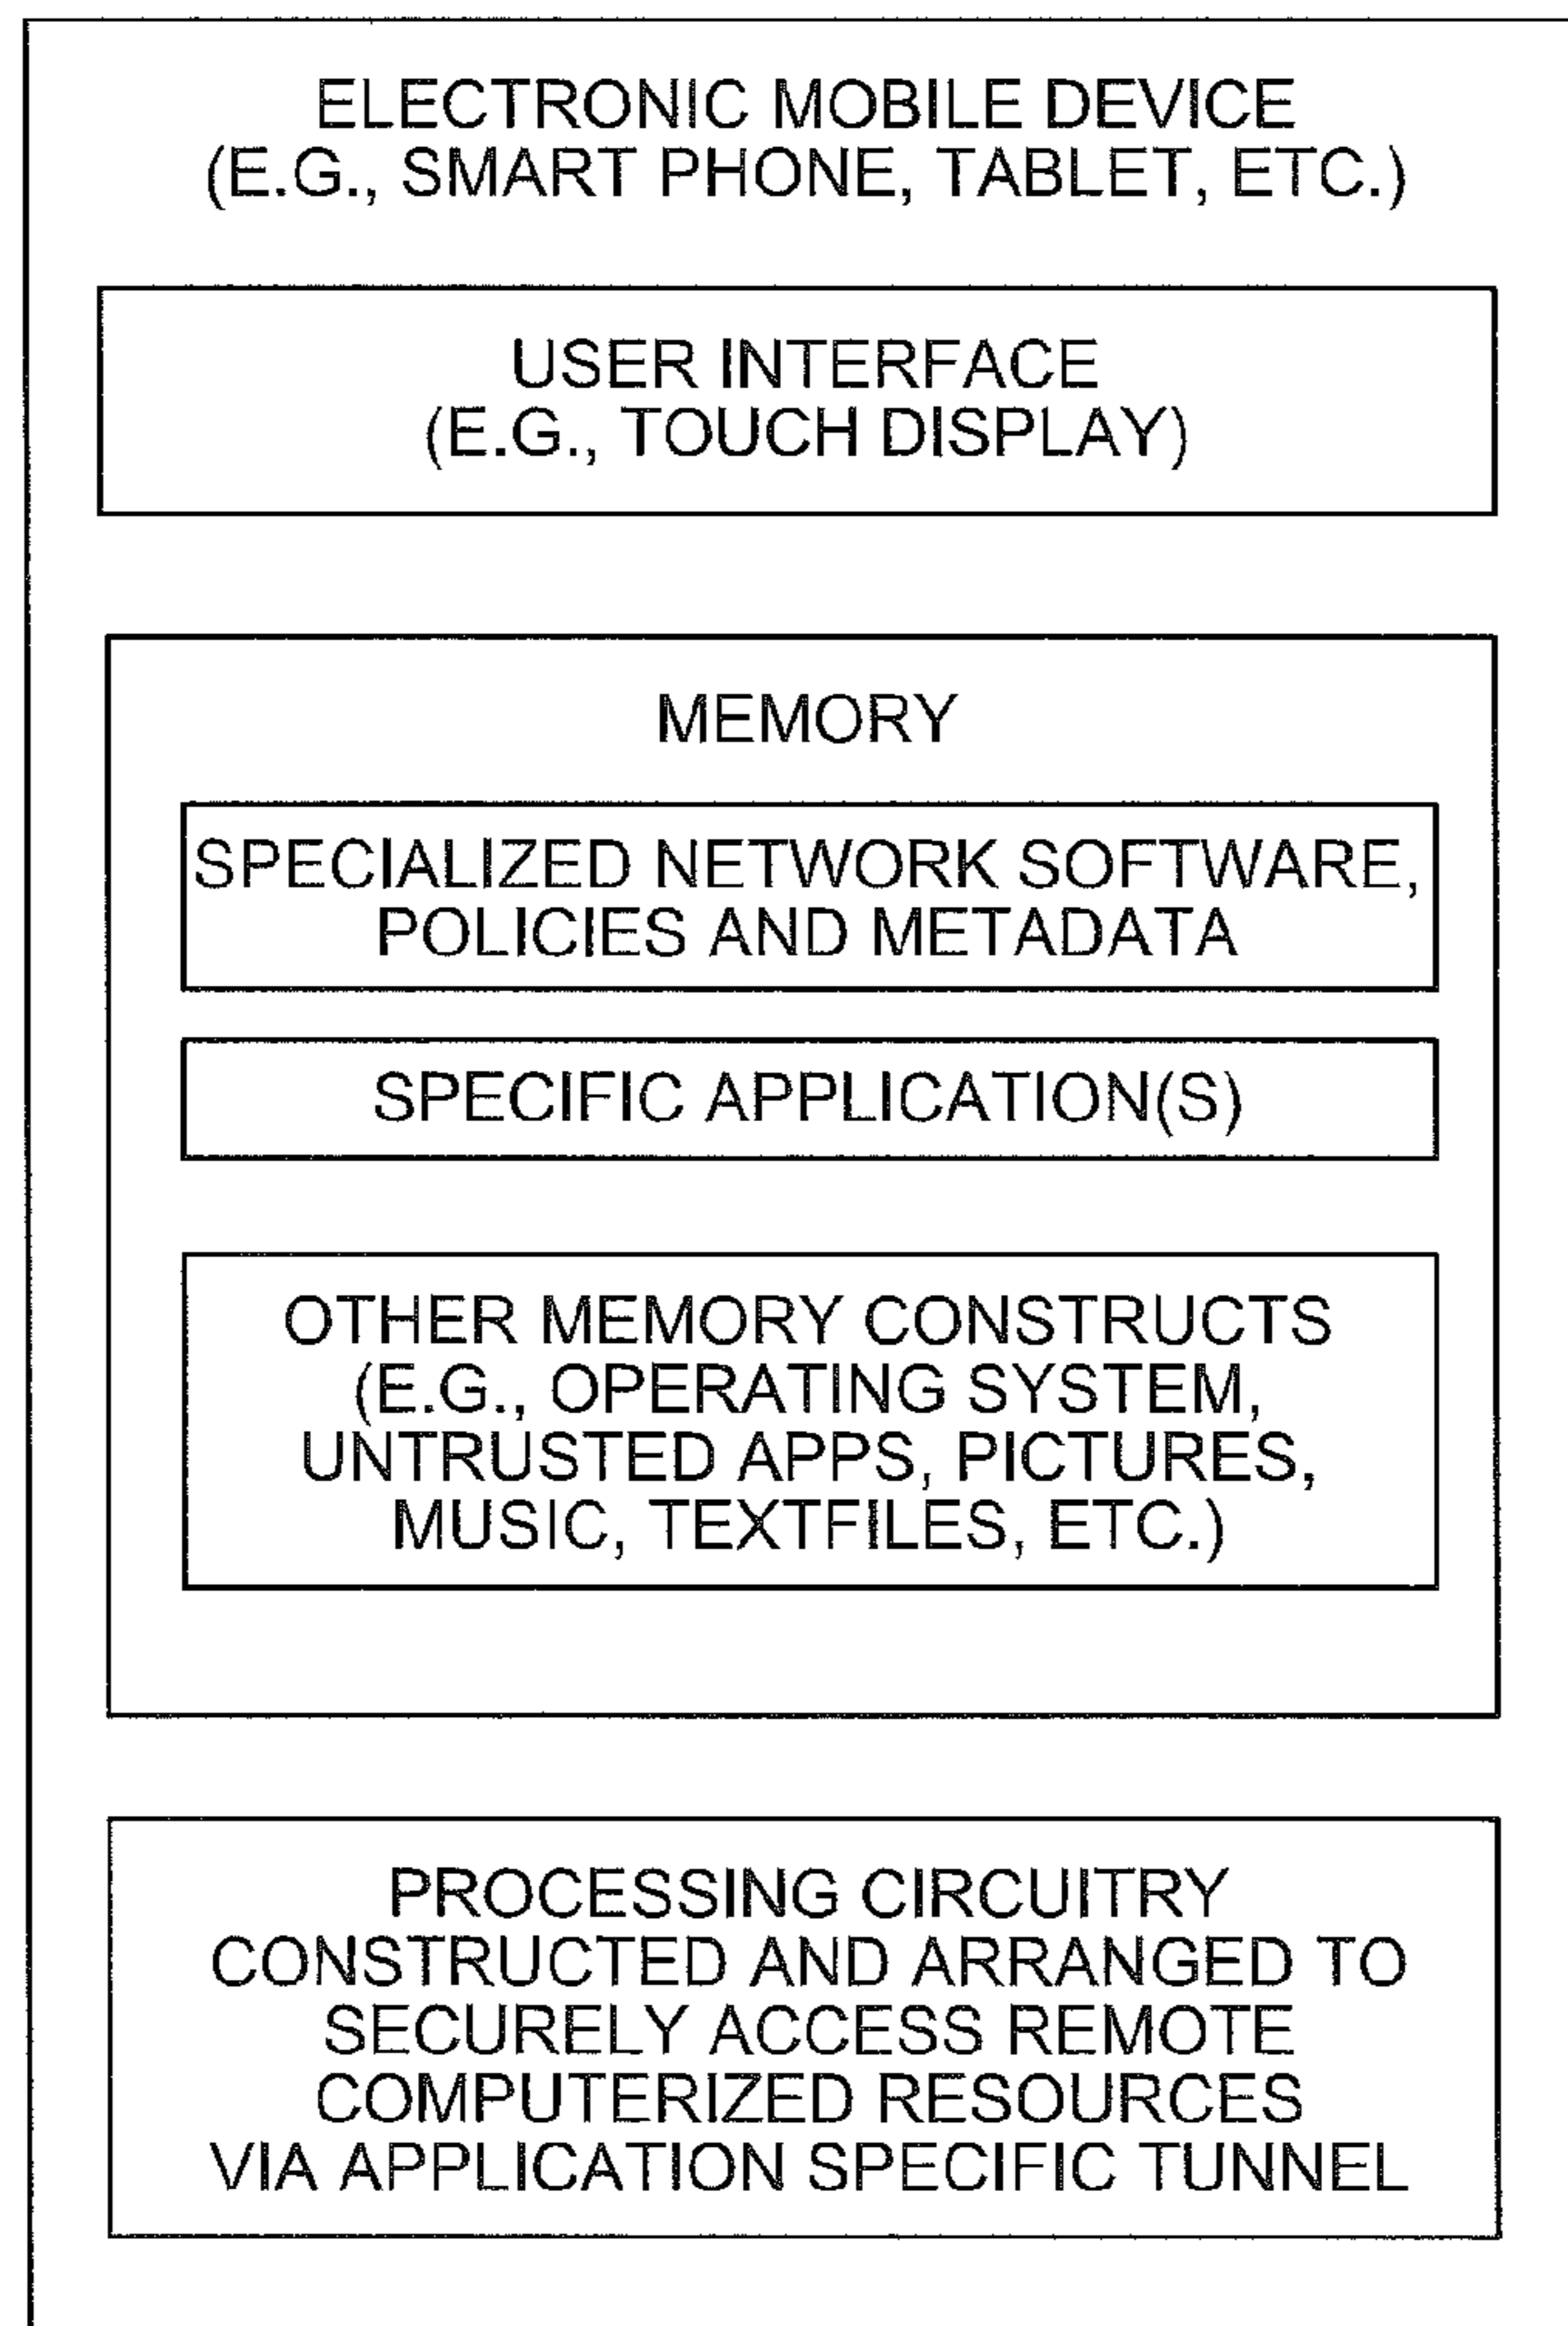 ELECTRONIC MOBILE DEVICE
(E.G., SMART PHONE, TABLET, ETC.)
USER INTERFACE
(E.G., TOUCH DISPLAY)
MEMORY
SPECIALIZED NETWORK SOFTWARE,
POLICIES AND METADATA
SPECIFIC APPLICATION(S)
OTHER MEMORY CONSTRUCTS
(E.G., OPERATING SYSTEM,
UNTRUSTED APPS, PICTURES,
MUSIC, TEXTFILES, ETC.)
PROCESSING CIRCUITRY
CONSTRUCTED AND ARRANGED TO
SECURELY ACCESS REMOTE
COMPUTERIZED RESOURCES
VIA APPLICATION SPECIFIC TUNNEL